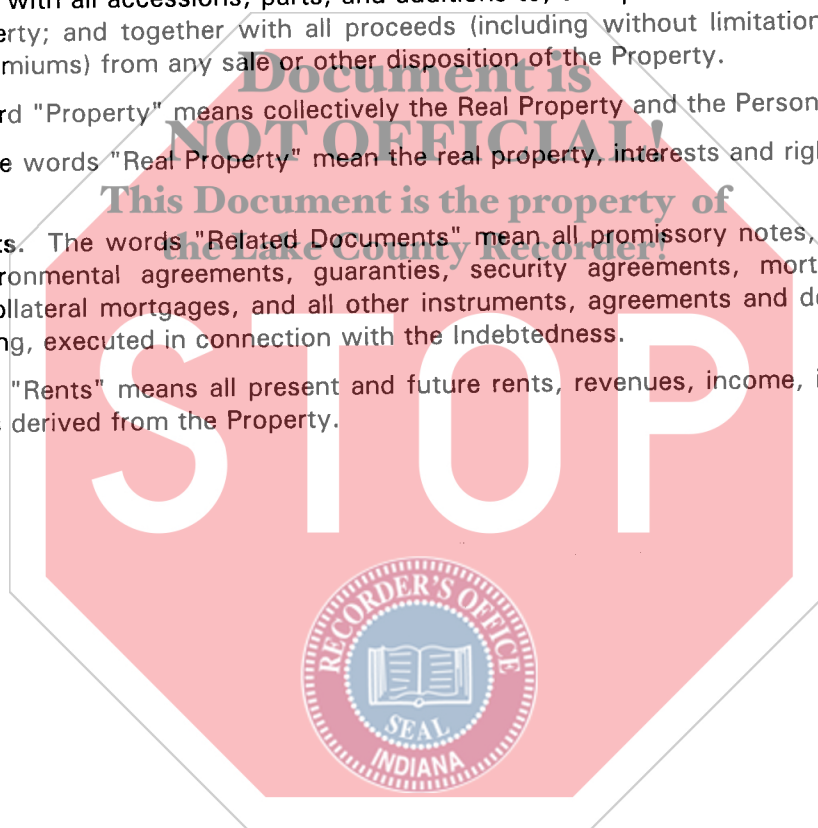 with all accessions, parts, and additions to,
erty; and together with all proceeds (including without limitation
miums) from any sale or other disposition of the Property.
Document is
rd "Property" means collectively the Real Property and the Person
NOT OFFICIAL!
e words "Real Property" mean the real property, interests and rig
This Document is the property of
ts. The words "Related Documents" mean all promissory notes,
the Lake County Recorder!
ronmental agreements, guaranties, security agreements, mort
ollateral mortgages, and all other instruments, agreements and d
ng, executed in connection with the Indebtedness.
"Rents" means all present and future rents, revenues, income, i
s derived from the Property.
STOP
RECORDER'S OFFICE
SEAL
INDIANA